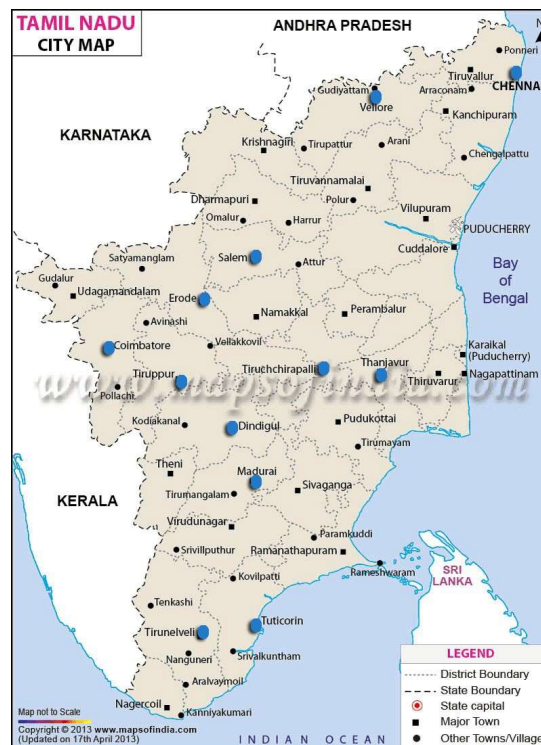 TAMIL NADU
CITY MAP
ANDHRA PRADESH
N
Ponneri
Tiruvallur
CHENNAI
Gudiyattam
Arraconam
Vellore
Kanchipuram
KARNATAKA
Krishnagiri
Tirupattur
Arani
Chengalpattu
Tiruvannamalai
Dharmapuri
Polur
Omalur
Harrur
Vilupuram
PUDUCHERRY
Cuddalore
Satyamanglam
Salem
Attur
Bay
of
Bengal
Gudalur
Udagamandalam
Erode
Namakkal
Perambalur
Avinashi
Vellakkovil
Coimbatore
Karaikal
(Puducherry)
Tiruchchirapalli
Thanjavur
Tiruppur
Thiruvarur
Nagapattinam
www.mapsofindia.com
Pollachi
Kodiakanal
Dindigul
Pudukottai
Tirumayam
Theni
Madurai
Sivaganga
KERALA
Tirumangalam
Virudunagar
Paramkuddi
Srivillputhur
Ramanathapuram
Kovilpatti
Rameshwaram
SRI
LANKA
Tenkashi
Tuticorin
Tirunelveli
Nanguneri
Srivalkuntham
Aralvaymoil
Nagercoil
Kanniyakumari
LEGEND
District Boundary
State Boundary
State capital
Major Town
Other Towns/Village
Map not to Scale
Copyright © 2013 www.mapsofindia.com
(Updated on 17th April 2013)
INDIAN OCEAN